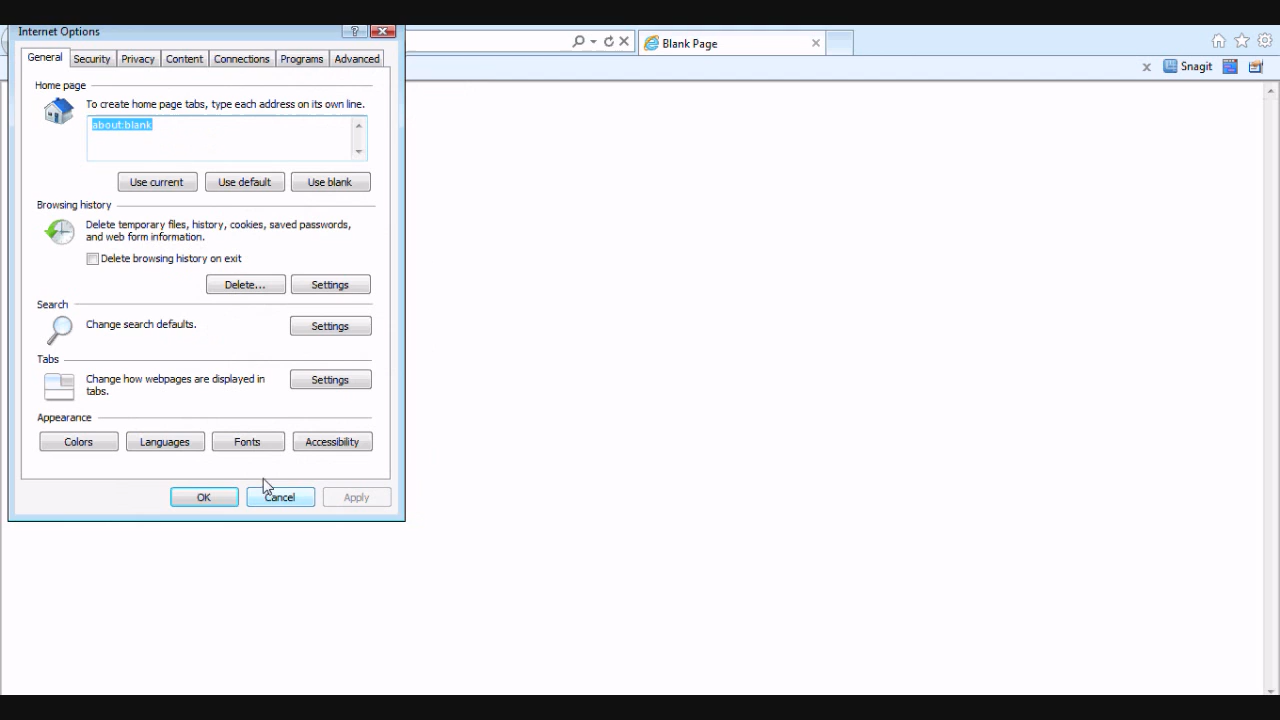 Internet Options
?
Blank Page
General Security Privacy Content Connections Programs Advanced
Snagit
Home page
To create home page tabs, type each address on its own line.
about:blank
Use current Use default Use blank
Browsing history
Delete temporary files, history, cookies, saved passwords,
and web form information.
Delete browsing history on exit
Delete... Settings
Search
Change search defaults.
Settings
Tabs
Change how webpages are displayed in
tabs.
Settings
Appearance
Colors Languages Fonts Accessibility
OK Cancel Apply